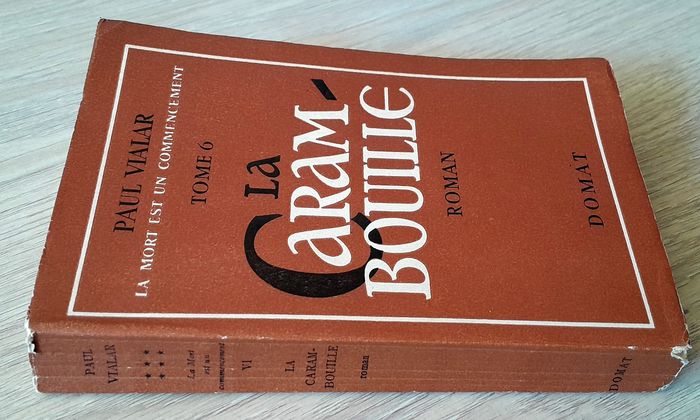 PAUL VIALAR
LA MORT EST UN COMMENCEMENT
TOME 6
LA
CARAM-
BOUILLE
ROMAN
DOMAT
PAUL
VIALAR
La Mort
est un
commencement
VI
LA
CARAM-
BOUILLE
roman
DOMAT